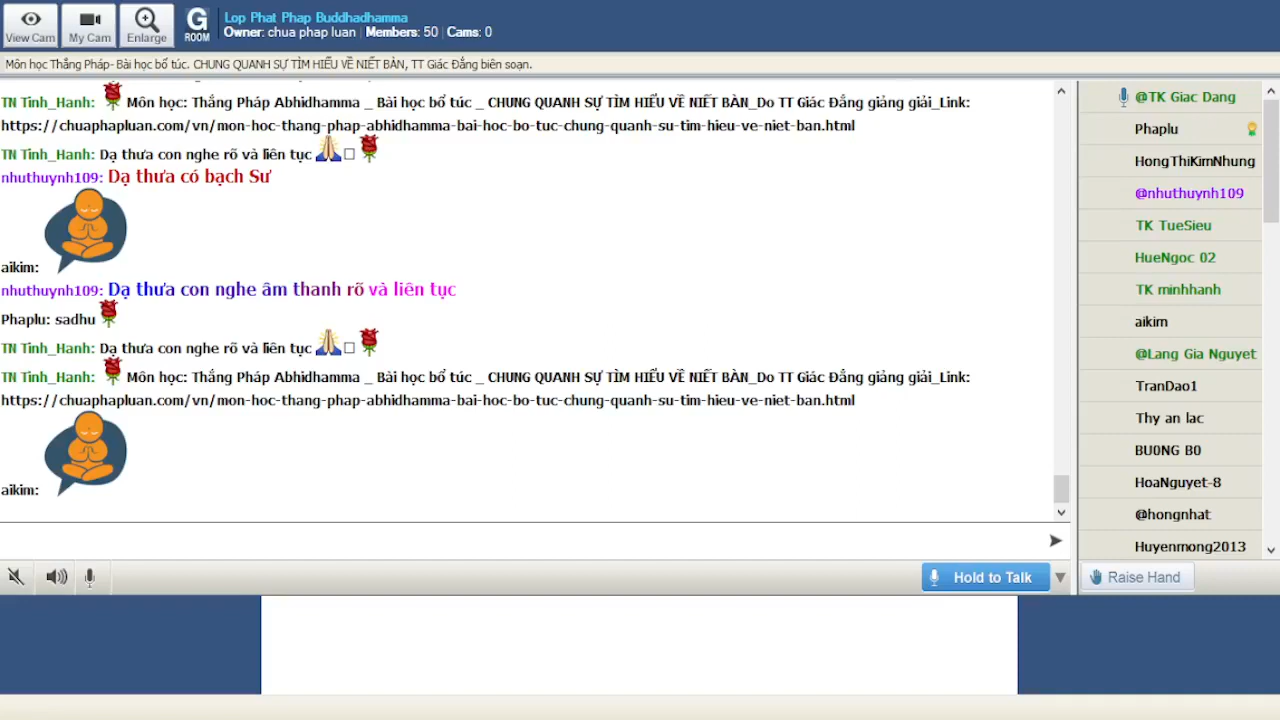 View Cam
My Cam
Enlarge
G ROOM
Lop Phat Phap Buddhadhamma
Owner: chua phap luan Members: 50 Cams: 0
Môn học Thắng Pháp- Bài học bổ túc. CHUNG QUANH SỰ TÌM HIỂU VỀ NIẾT BÀN, TT Giác Đẳng biên soạn.
TN Tinh_Hanh: Môn học: Thắng Pháp Abhidhamma _ Bài học bổ túc _ CHUNG QUANH SỰ TÌM HIỂU VỀ NIẾT BÀN_Do TT Giác Đẳng giảng giải_Link:
https://chuaphapluan.com/vn/mon-hoc-thang-phap-abhidhamma-bai-hoc-bo-tuc-chung-quanh-su-tim-hieu-ve-niet-ban.html
TN Tinh_Hanh: Dạ thưa con nghe rõ và liên tục
nhuthuynh109: Dạ thưa có bạch Sư
aikim:
nhuthuynh109: Dạ thưa con nghe âm thanh rõ và liên tục
Phaplu: sadhu
TN Tinh_Hanh: Dạ thưa con nghe rõ và liên tục
TN Tinh_Hanh: Môn học: Thắng Pháp Abhidhamma _ Bài học bổ túc _ CHUNG QUANH SỰ TÌM HIỂU VỀ NIẾT BÀN_Do TT Giác Đẳng giảng giải_Link:
https://chuaphapluan.com/vn/mon-hoc-thang-phap-abhidhamma-bai-hoc-bo-tuc-chung-quanh-su-tim-hieu-ve-niet-ban.html
aikim:
@TK Giac Dang
Phaplu
HongThiKimNhung
@nhuthuynh109
TK TueSieu
HueNgoc 02
TK minhhanh
aikim
@Lang Gia Nguyet
TranDao1
Thy an lac
BU0NG B0
HoaNguyet-8
@hongnhat
Huyenmong2013
Hold to Talk
Raise Hand